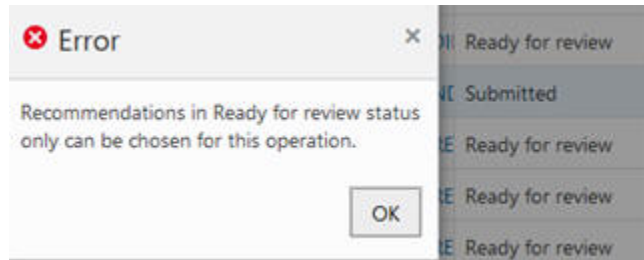 Error
Ready for review
Submitted
Recommendations in Ready for review status
only can be chosen for this operation.
Ready for review
Ready for review
OK
Ready for review